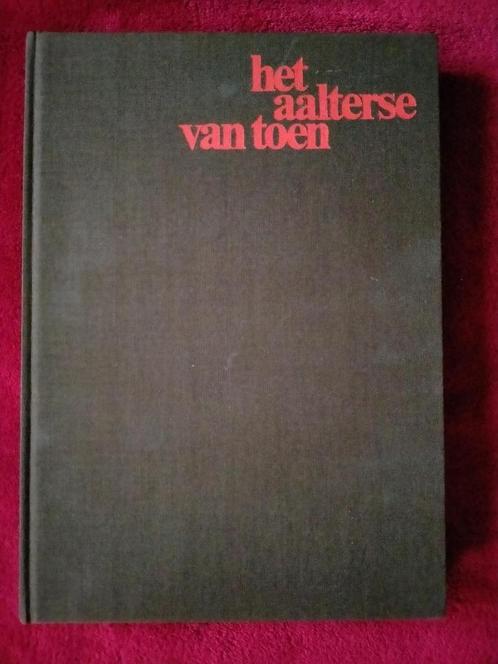 het
aalterse
van toen